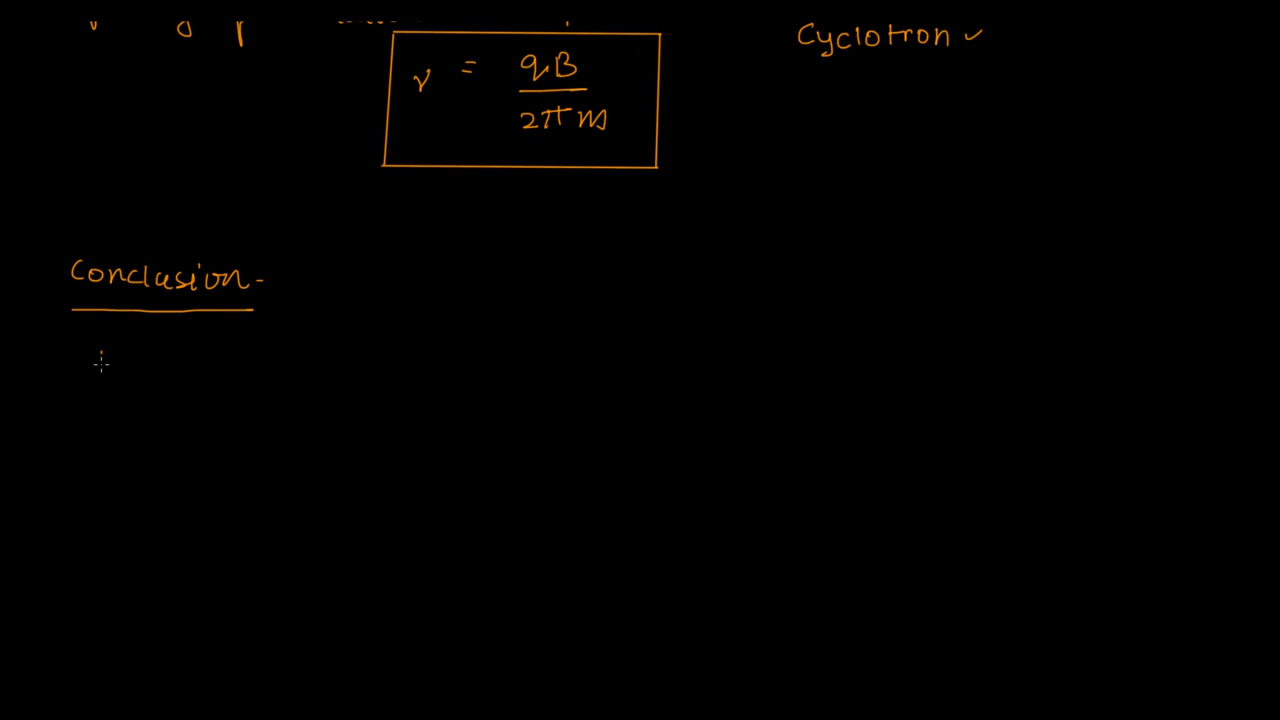 Cyclotron ✓
ν = qB
2πm
Conclusion -